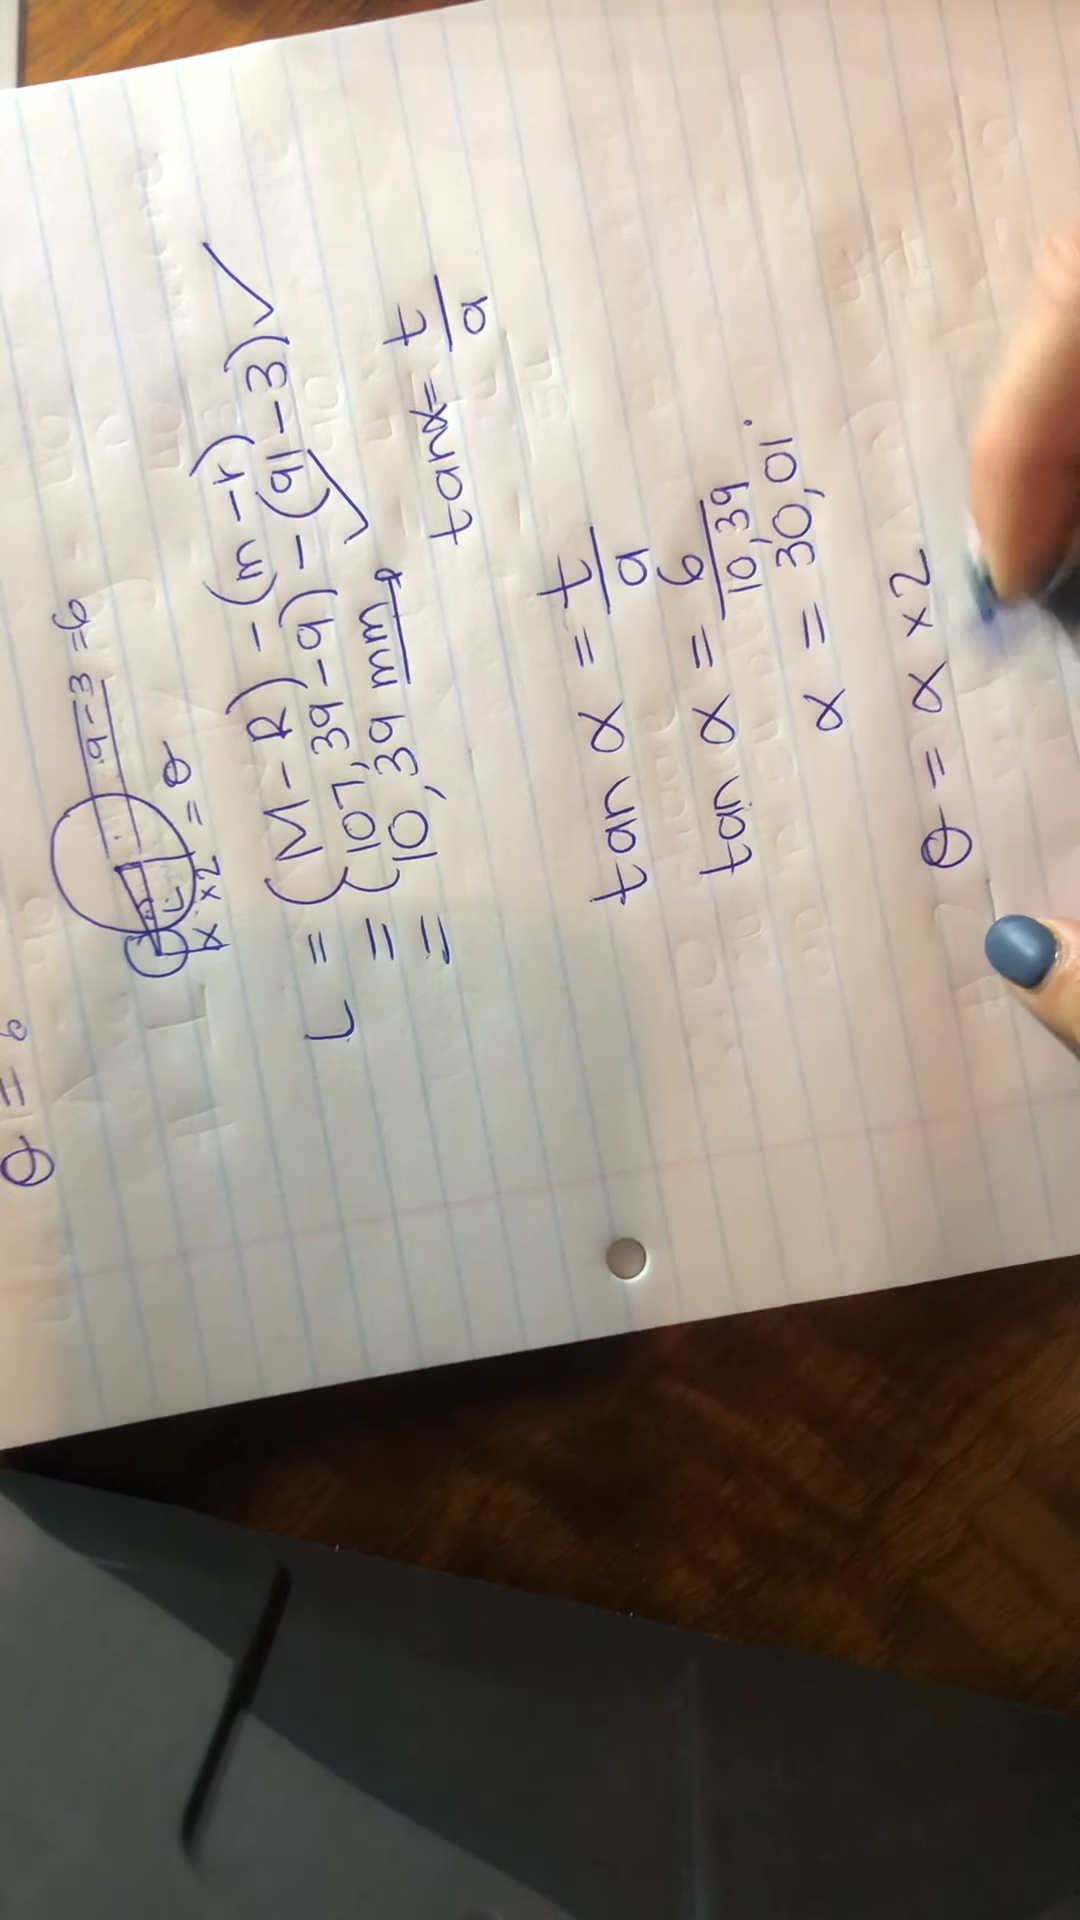 θ = 6
9-3 = 6
L
α × 2 = θ
L = (M - R) - (m - r)
= (107,39 - 9) - (91 - 3) ✓
= 10,39 mm
tan α = t/a
tan α = t/a
tan α = 6/10,39
α = 30,01°
θ = α × 2